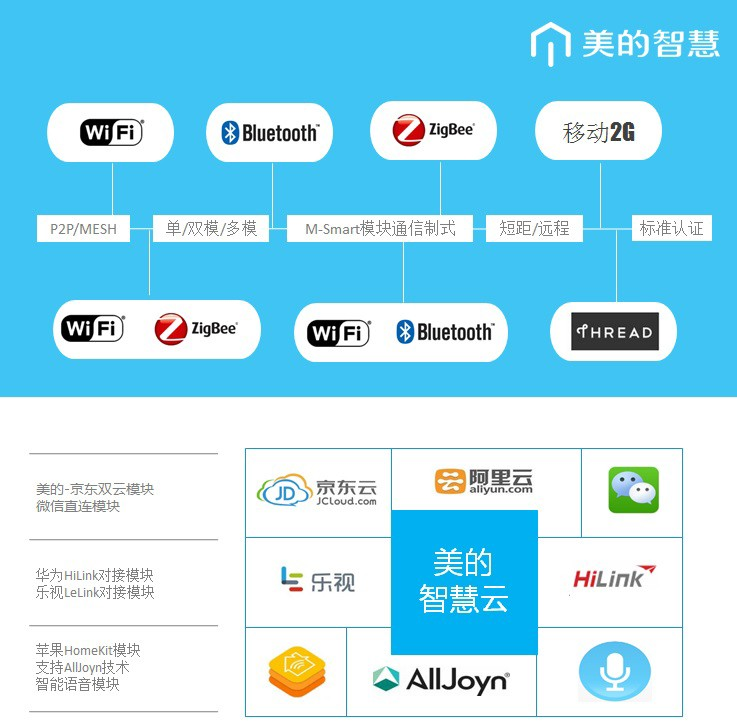 美的智慧
WiFi
Bluetooth™
ZigBee®
移动2G
P2P/MESH
单/双模/多模
M-Smart模块通信制式
短距/远程
标准认证
WiFi
ZigBee®
WiFi
Bluetooth™
THREAD
美的-京东双云模块
微信直连模块
华为HiLink对接模块
乐视LeLink对接模块
苹果HomeKit模块
支持AllJoyn技术
智能语音模块
JD
京东云
JCloud.com
阿里云
aliyun.com
乐视
美的
智慧云
HiLink
AllJoyn®